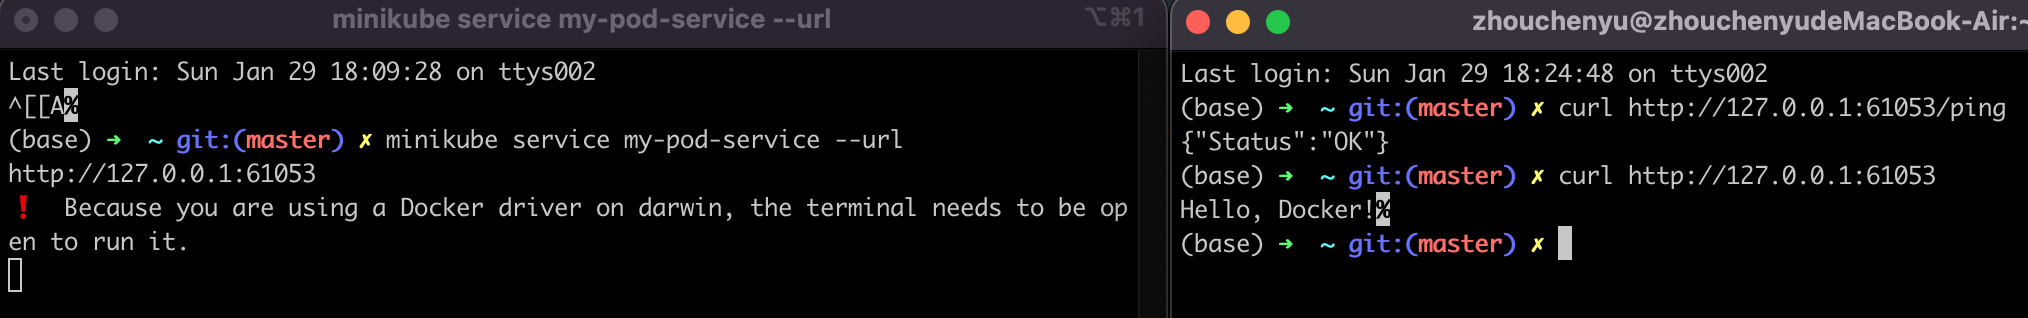 minikube service my-pod-service --url
⌥⌘1
Last login: Sun Jan 29 18:09:28 on ttys002
^[[A%
(base) ➜  ~ git:(master) ✗ minikube service my-pod-service --url
http://127.0.0.1:61053
❗  Because you are using a Docker driver on darwin, the terminal needs to be op
en to run it.
zhouchenyu@zhouchenyudeMacBook-Air:~
Last login: Sun Jan 29 18:24:48 on ttys002
(base) ➜  ~ git:(master) ✗ curl http://127.0.0.1:61053/ping
{"Status":"OK"}
(base) ➜  ~ git:(master) ✗ curl http://127.0.0.1:61053
Hello, Docker!%
(base) ➜  ~ git:(master) ✗